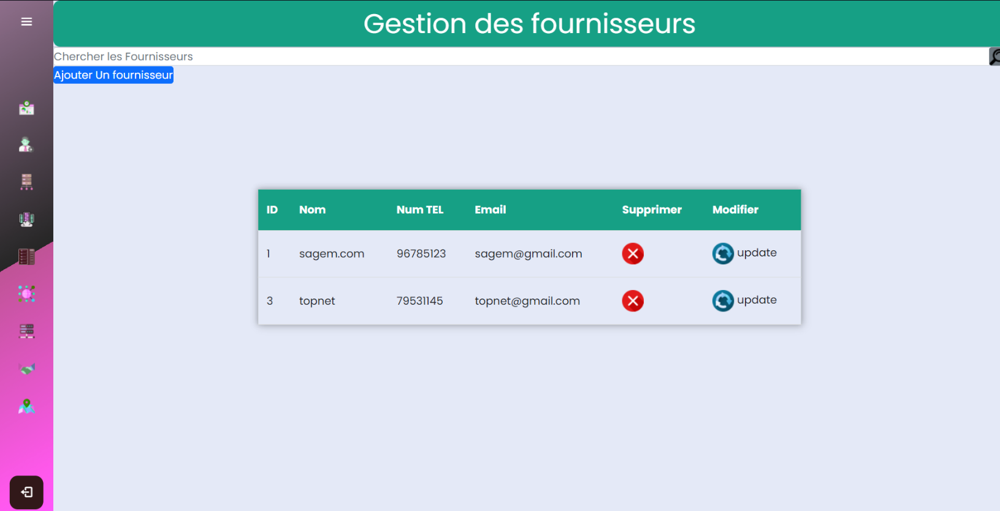 Gestion des fournisseurs
Chercher les Fournisseurs
Ajouter Un fournisseur
ID Nom Num TEL Email Supprimer Modifier
1 sagem.com 96785123 sagem@gmail.com update
3 topnet 79531145 topnet@gmail.com update